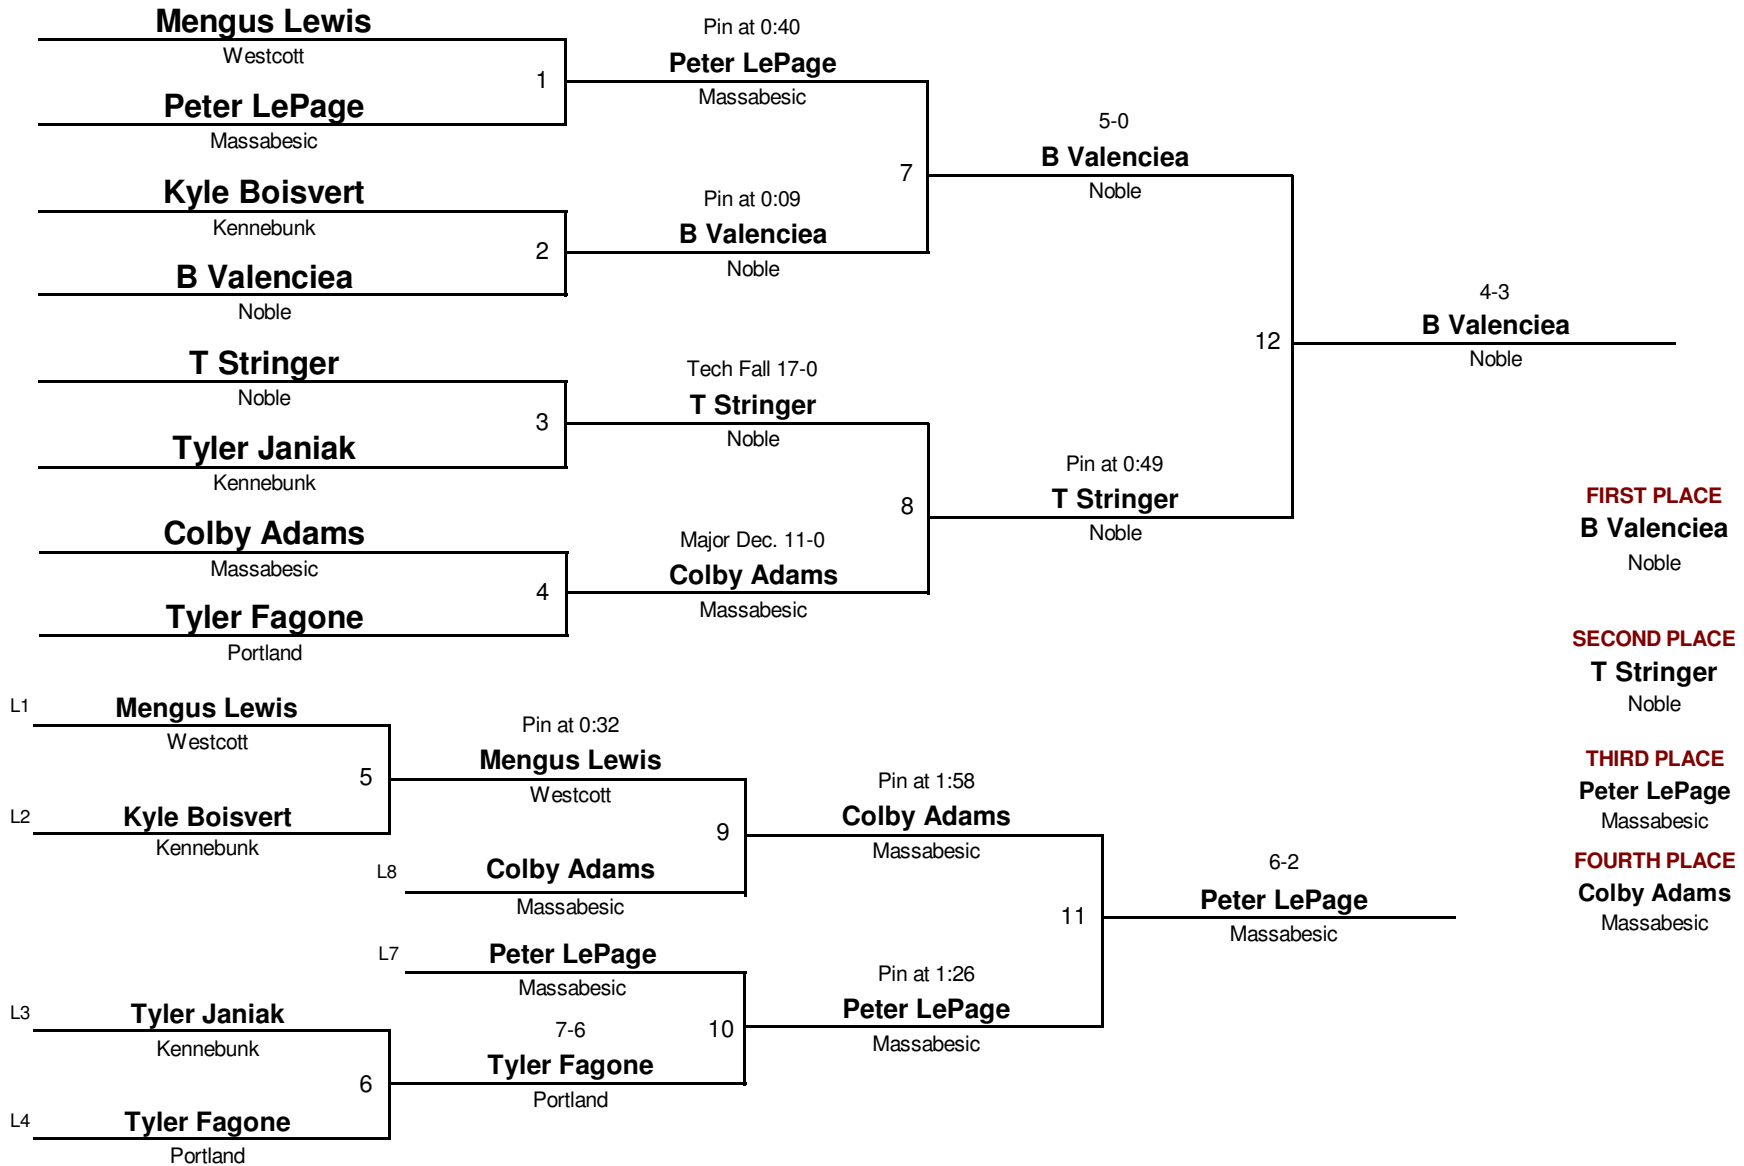 Mengus Lewis
Westcott
1
Peter LePage
Massabesic
Kyle Boisvert
Kennebunk
2
B Valenciea
Noble
T Stringer
Noble
3
Tyler Janiak
Kennebunk
Colby Adams
Massabesic
4
Tyler Fagone
Portland
Pin at 0:40
Peter LePage
Massabesic
7
Pin at 0:09
B Valenciea
Noble
Tech Fall 17-0
T Stringer
Noble
8
Major Dec. 11-0
Colby Adams
Massabesic
5-0
B Valenciea
Noble
12
Pin at 0:49
T Stringer
Noble
4-3
B Valenciea
Noble
FIRST PLACE
B Valenciea
Noble
SECOND PLACE
T Stringer
Noble
THIRD PLACE
Peter LePage
Massabesic
FOURTH PLACE
Colby Adams
Massabesic
L1
Mengus Lewis
Westcott
5
L2
Kyle Boisvert
Kennebunk
L3
Tyler Janiak
Kennebunk
6
L4
Tyler Fagone
Portland
Pin at 0:32
Mengus Lewis
Westcott
9
L8
Colby Adams
Massabesic
L7
Peter LePage
Massabesic
10
7-6
Tyler Fagone
Portland
Pin at 1:58
Colby Adams
Massabesic
11
Pin at 1:26
Peter LePage
Massabesic
6-2
Peter LePage
Massabesic